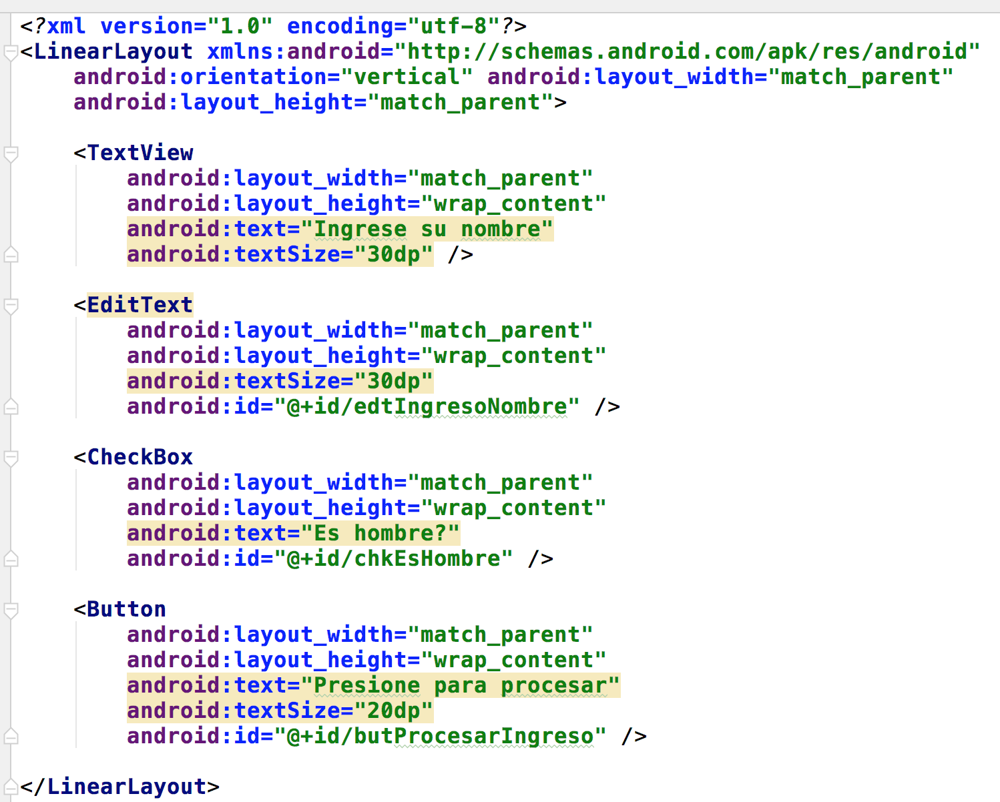 <?xml version="1.0" encoding="utf-8"?>
<LinearLayout xmlns:android="http://schemas.android.com/apk/res/android"
    android:orientation="vertical" android:layout_width="match_parent"
    android:layout_height="match_parent">

    <TextView
        android:layout_width="match_parent"
        android:layout_height="wrap_content"
        android:text="Ingrese su nombre"
        android:textSize="30dp" />

    <EditText
        android:layout_width="match_parent"
        android:layout_height="wrap_content"
        android:textSize="30dp"
        android:id="@+id/edtIngresoNombre" />

    <CheckBox
        android:layout_width="match_parent"
        android:layout_height="wrap_content"
        android:text="Es hombre?"
        android:id="@+id/chkEsHombre" />

    <Button
        android:layout_width="match_parent"
        android:layout_height="wrap_content"
        android:text="Presione para procesar"
        android:textSize="20dp"
        android:id="@+id/butProcesarIngreso" />

</LinearLayout>